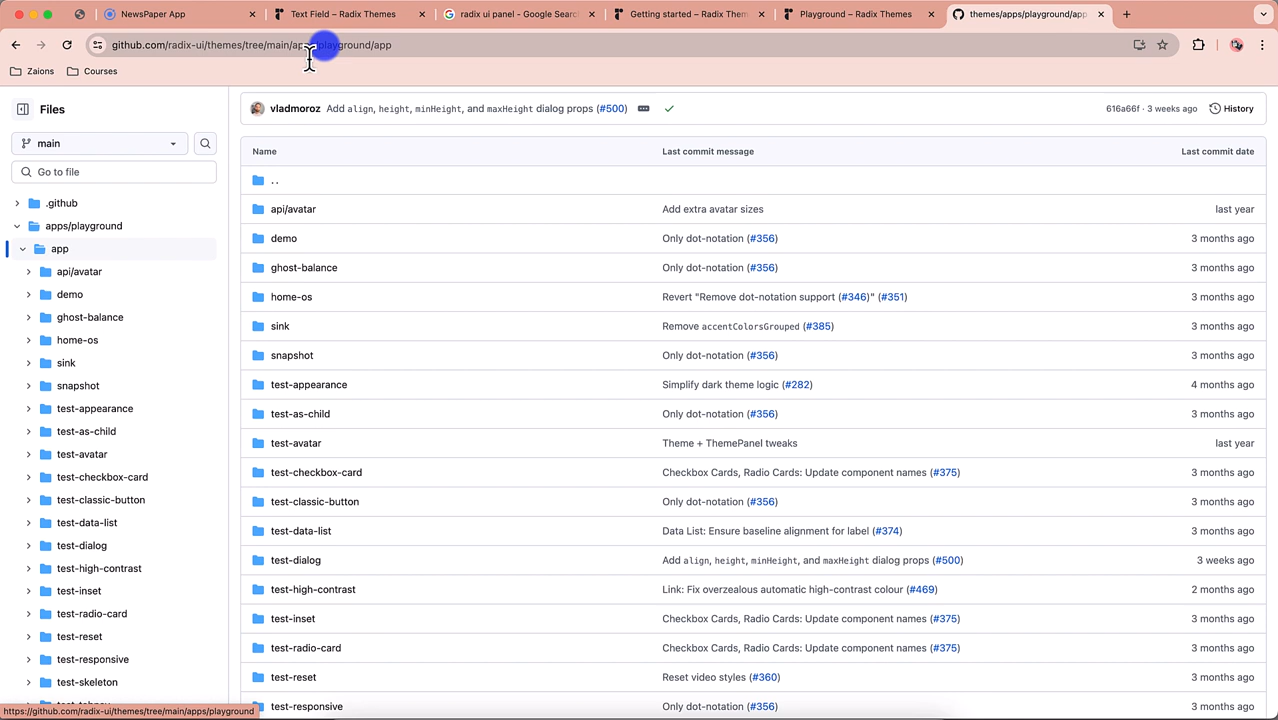 NewsPaper App
Text Field – Radix Themes
radix ui panel - Google Searc
Getting started – Radix Them
Playground – Radix Themes
themes/apps/playground/app
github.com/radix-ui/themes/tree/main/apps/playground/app
Zaions
Courses
Files
main
Go to file
.github
apps/playground
app
api/avatar
demo
ghost-balance
home-os
sink
snapshot
test-appearance
test-as-child
test-avatar
test-checkbox-card
test-classic-button
test-data-list
test-dialog
test-high-contrast
test-inset
test-radio-card
test-reset
test-responsive
test-skeleton
vladmoroz Add align, height, minHeight, and maxHeight dialog props (#500)
616a66f · 3 weeks ago
History
Name Last commit message Last commit date
. .
api/avatar Add extra avatar sizes last year
demo Only dot-notation (#356) 3 months ago
ghost-balance Only dot-notation (#356) 3 months ago
home-os Revert "Remove dot-notation support (#346)" (#351) 3 months ago
sink Remove accentColorsGrouped (#385) 3 months ago
snapshot Only dot-notation (#356) 3 months ago
test-appearance Simplify dark theme logic (#282) 4 months ago
test-as-child Only dot-notation (#356) 3 months ago
test-avatar Theme + ThemePanel tweaks last year
test-checkbox-card Checkbox Cards, Radio Cards: Update component names (#375) 3 months ago
test-classic-button Only dot-notation (#356) 3 months ago
test-data-list Data List: Ensure baseline alignment for label (#374) 3 months ago
test-dialog Add align, height, minHeight, and maxHeight dialog props (#500) 3 weeks ago
test-high-contrast Link: Fix overzealous automatic high-contrast colour (#469) 2 months ago
test-inset Checkbox Cards, Radio Cards: Update component names (#375) 3 months ago
test-radio-card Checkbox Cards, Radio Cards: Update component names (#375) 3 months ago
test-reset Reset video styles (#360) 3 months ago
test-responsive Only dot-notation (#356) 3 months ago
https://github.com/radix-ui/themes/tree/main/apps/playground